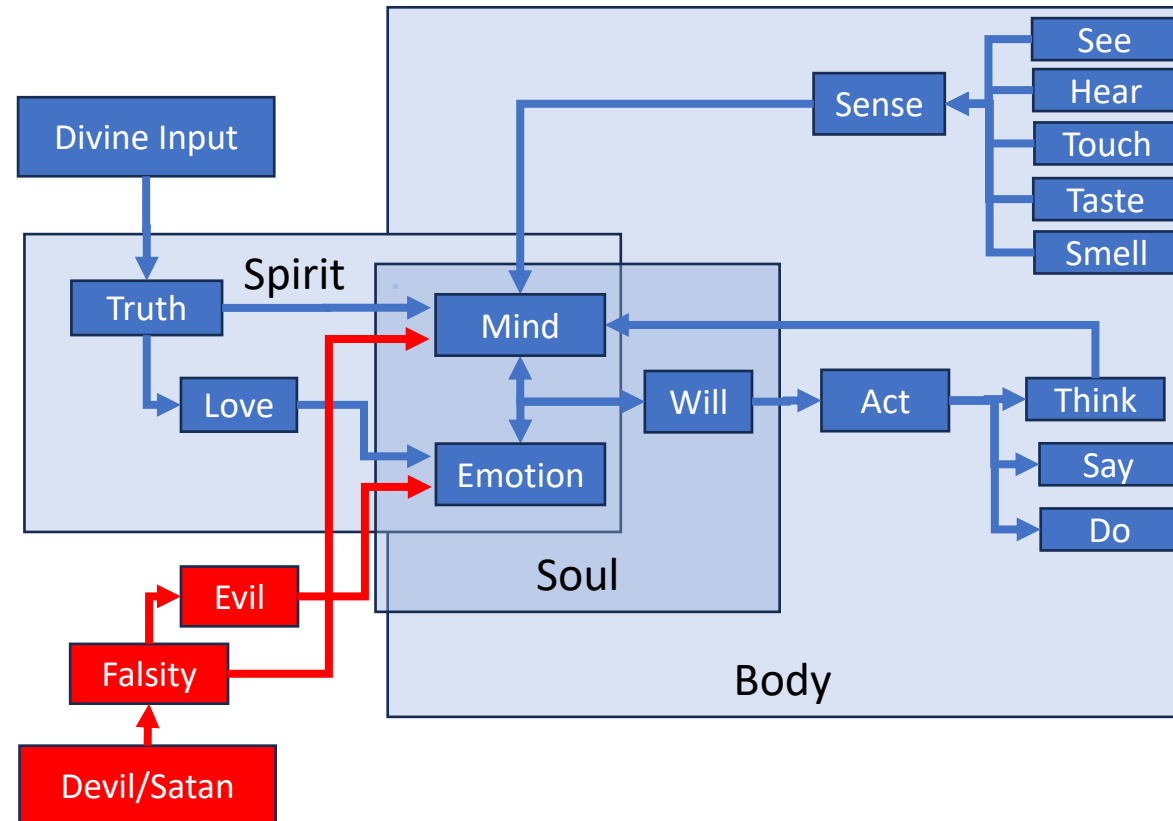 See
Hear
Sense
Divine Input
Touch
Taste
Smell
Spirit
Truth
Mind
Love
Will
Act
Think
Emotion
Say
Do
Soul
Evil
Falsity
Body
Devil/Satan